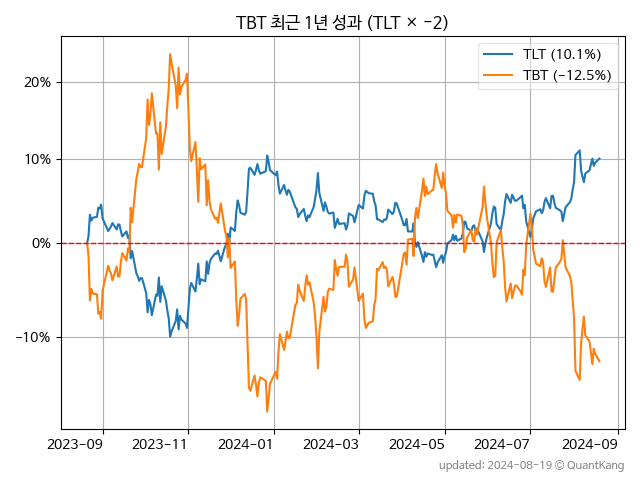 TBT 최근 1년 성과 (TLT × −2)
TLT (10.1%)
TBT (−12.5%)
20%
10%
0%
−10%
2023−09
2023−11
2024−01
2024−03
2024−05
2024−07
2024−09
updated: 2024−08−19 © QuantKang